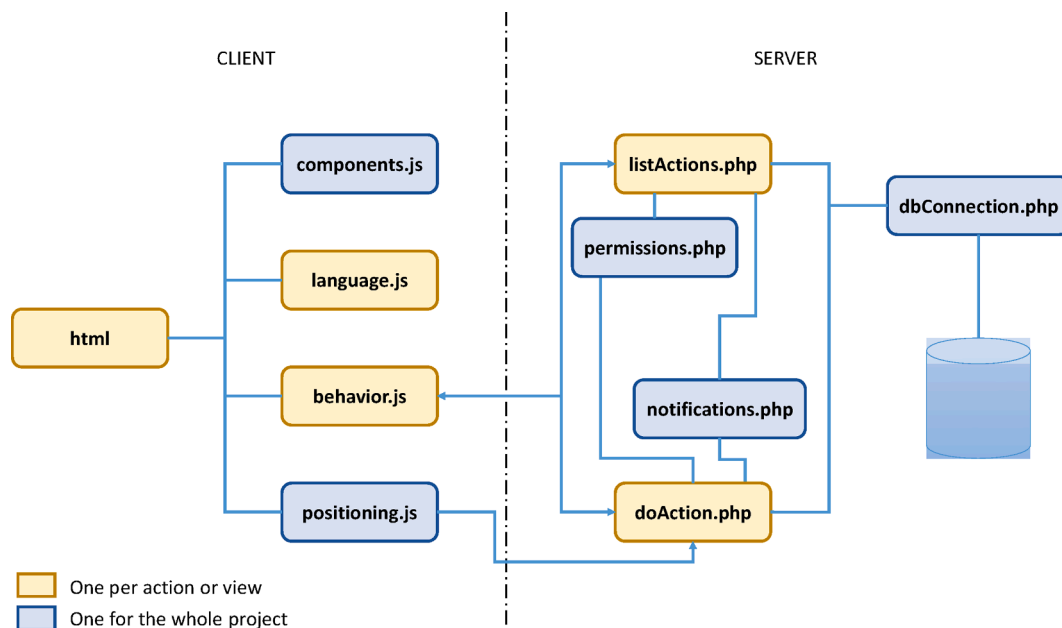 CLIENT
SERVER
components.js
listActions.php
dbConnection.php
permissions.php
language.js
html
behavior.js
notifications.php
positioning.js
doAction.php
One per action or view
One for the whole project